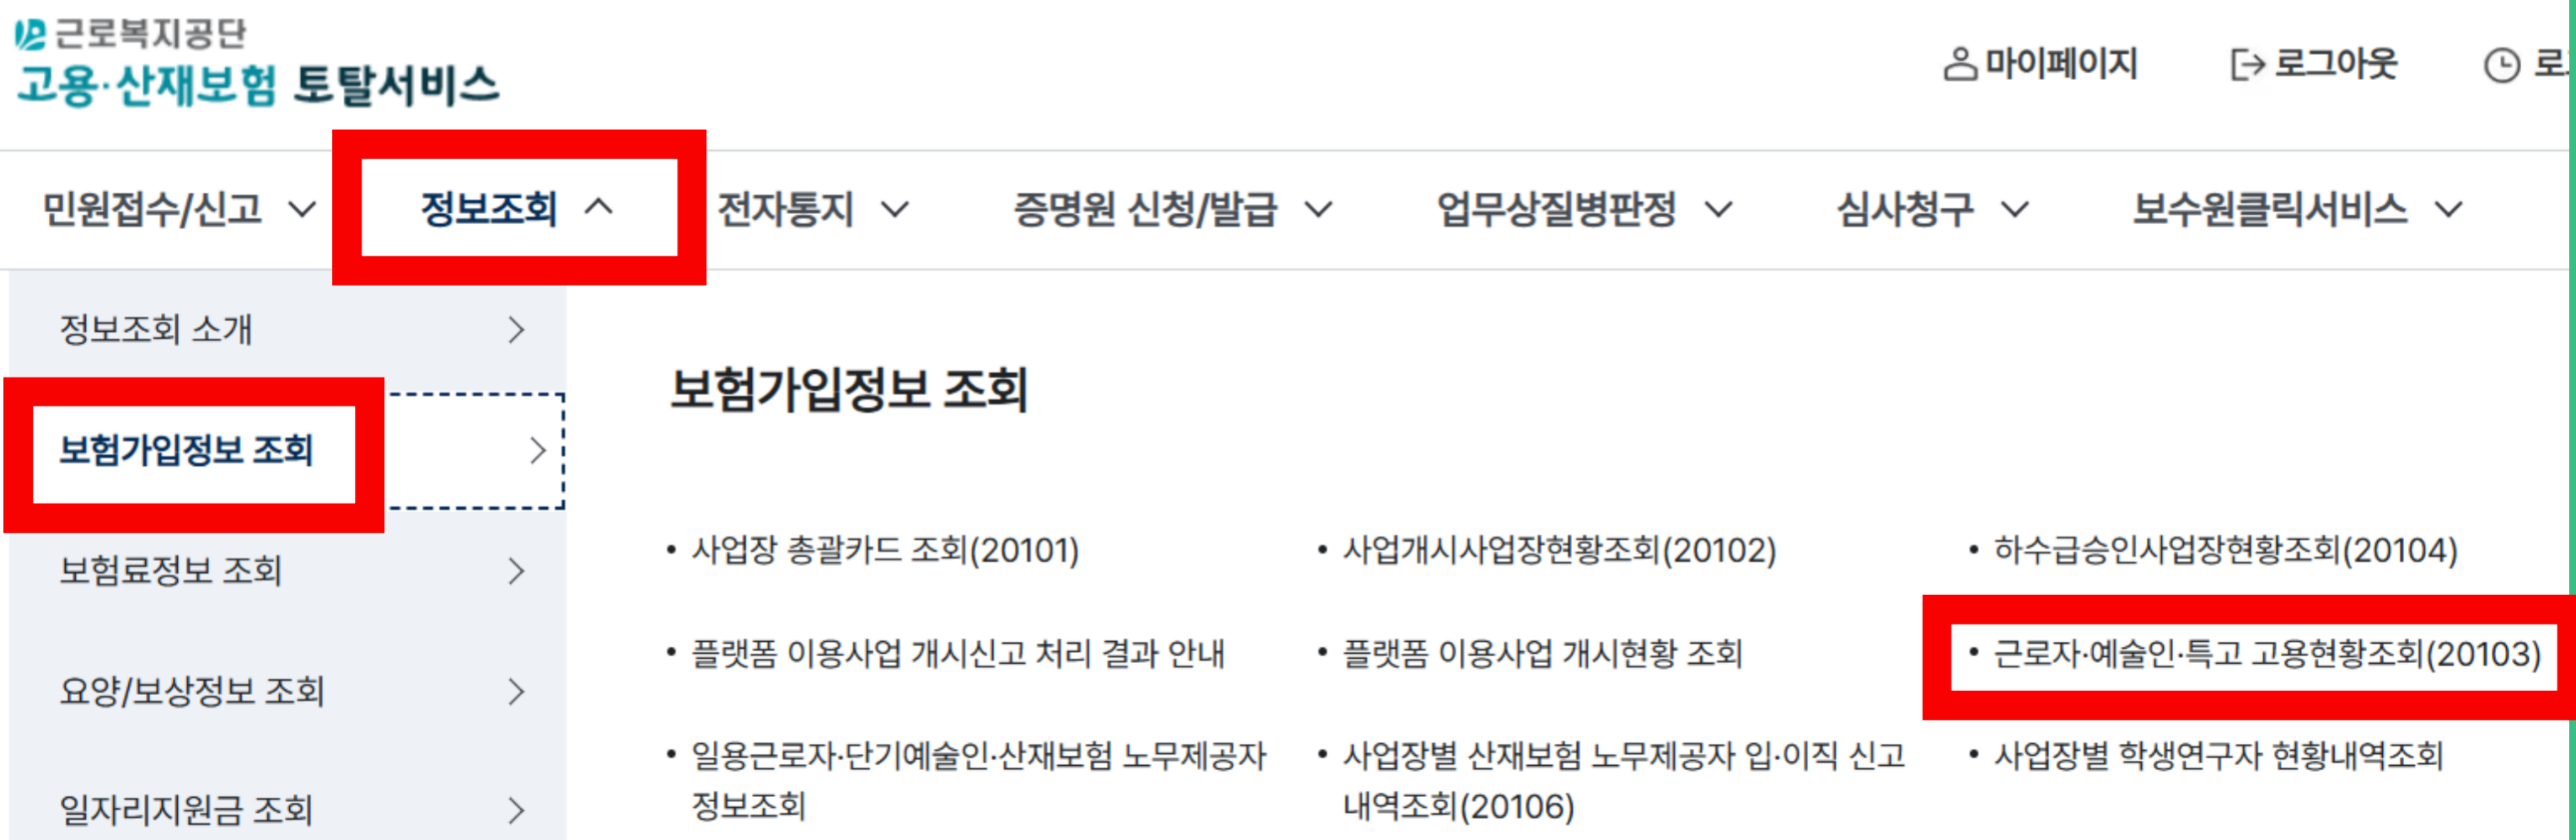 근로복지공단
고용·산재보험 토탈서비스
마이페이지 로그아웃
민원접수/신고 정보조회 전자통지 증명원 신청/발급 업무상질병판정 심사청구 보수원클릭서비스
정보조회 소개
보험가입정보 조회
보험료정보 조회
요양/보상정보 조회
일자리지원금 조회
보험가입정보 조회
• 사업장 총괄카드 조회(20101)
• 사업개시사업장현황조회(20102)
• 하수급승인사업장현황조회(20104)
• 플랫폼 이용사업 개시신고 처리 결과 안내
• 플랫폼 이용사업 개시현황 조회
• 근로자·예술인·특고 고용현황조회(20103)
• 일용근로자·단기예술인·산재보험 노무제공자
정보조회
• 사업장별 산재보험 노무제공자 입·이직 신고
내역조회(20106)
• 사업장별 학생연구자 현황내역조회